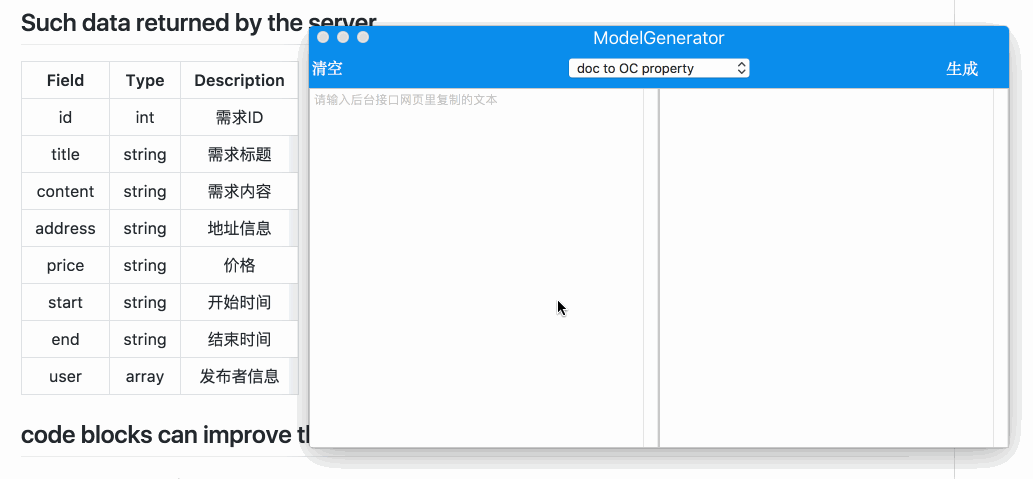 Such data returned by the server
ModelGenerator
清空 doc to OC property 生成
请输入后台接口网页里复制的文本
Field Type Description
id int 需求ID
title string 需求标题
content string 需求内容
address string 地址信息
price string 价格
start string 开始时间
end string 结束时间
user array 发布者信息
code blocks can improve